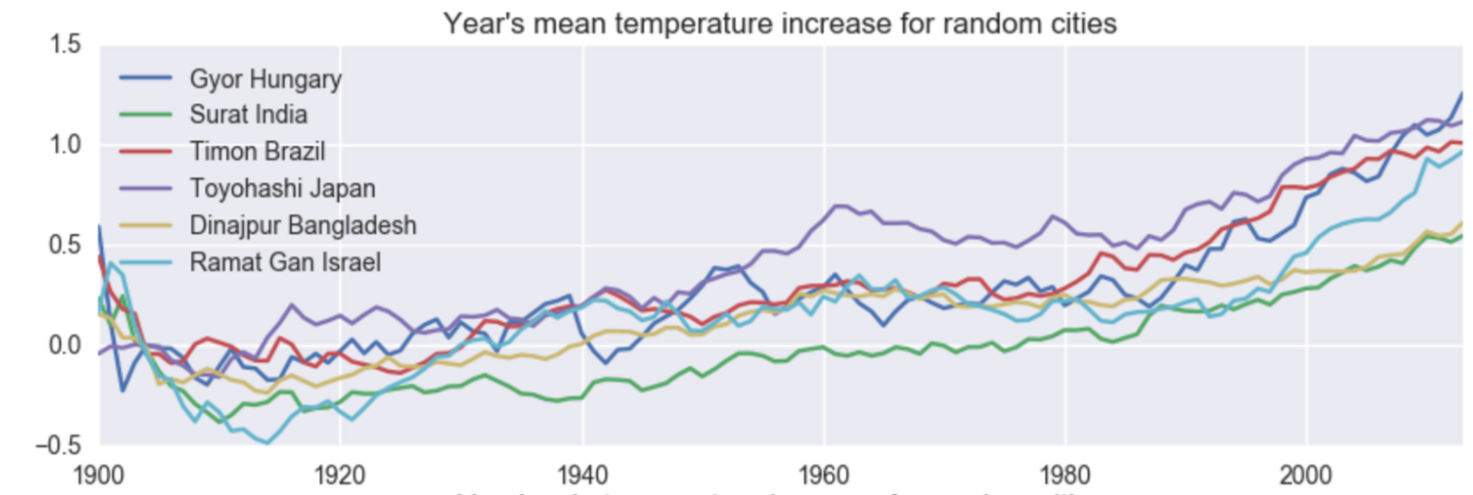 Year's mean temperature increase for random cities
1.5
Gyor Hungary
Surat India
1.0
Timon Brazil
Toyohashi Japan
Dinajpur Bangladesh
0.5
Ramat Gan Israel
0.0
−0.5
1900 1920 1940 1960 1980 2000